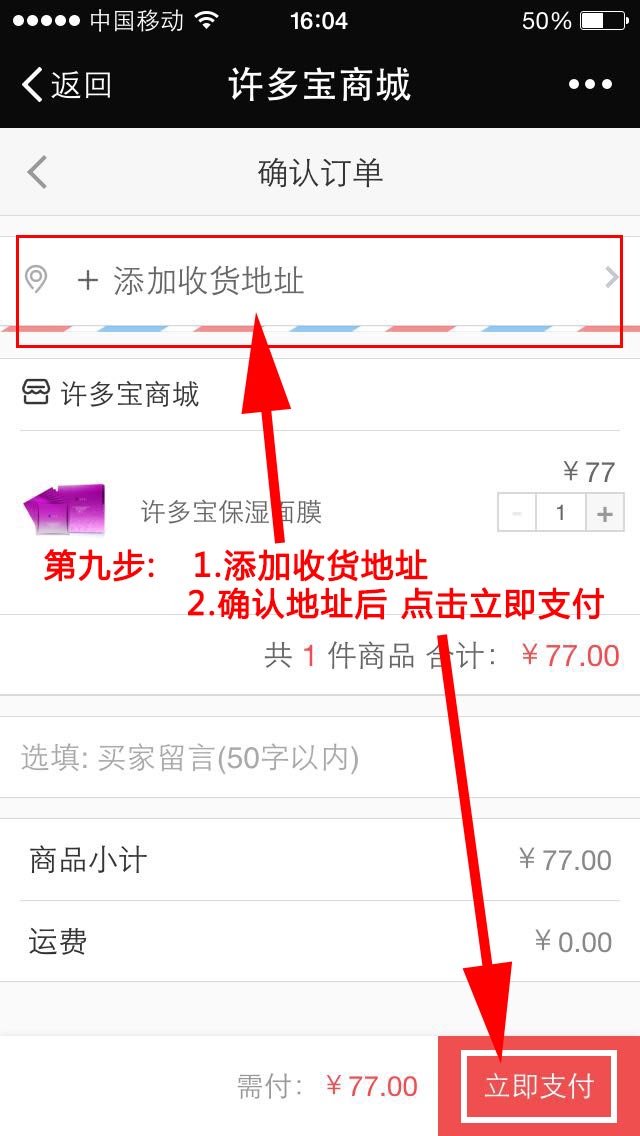 中国移动 16:04 50%
返回 许多宝商城
确认订单
+ 添加收货地址
许多宝商城
¥77
许多宝保湿面膜 - 1 +
第九步: 1.添加收货地址
2.确认地址后 点击立即支付
共 1 件商品 合计: ¥77.00
选填: 买家留言(50字以内)
商品小计 ¥77.00
运费 ¥0.00
需付: ¥77.00 立即支付